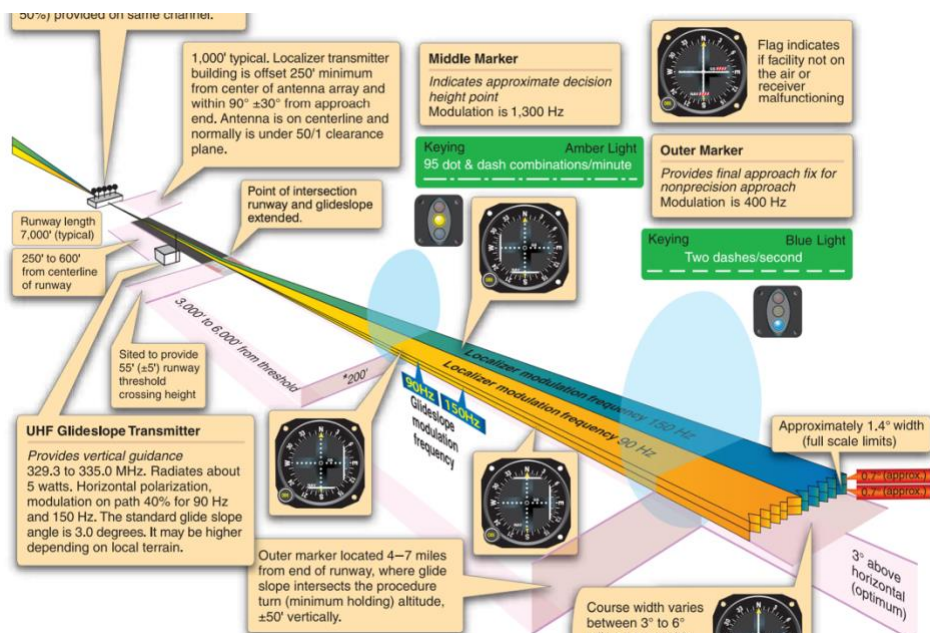 50%) provided on same channel.
1,000' typical. Localizer transmitter
building is offset 250' minimum
from center of antenna array and
within 90° ±30° from approach
end. Antenna is on centerline and
normally is under 50/1 clearance
plane.
Middle Marker
Indicates approximate decision
height point
Modulation is 1,300 Hz
Keying Amber Light
95 dot & dash combinations/minute
Flag indicates
if facility not on
the air or
receiver
malfunctioning
Outer Marker
Provides final approach fix for
nonprecision approach
Modulation is 400 Hz
Keying Blue Light
Two dashes/second
Point of intersection
runway and glideslope
extended.
Runway length
7,000' (typical)
250' to 600'
from centerline
of runway
3,000' to 6,000' from threshold
*200'
Sited to provide
55' (±5') runway
threshold
crossing height
Localizer modulation frequency 150 Hz
Localizer modulation frequency 90 Hz
90Hz 150Hz
Glideslope
modulation
frequency
UHF Glideslope Transmitter
Provides vertical guidance
329.3 to 335.0 MHz. Radiates about
5 watts. Horizontal polarization,
modulation on path 40% for 90 Hz
and 150 Hz. The standard glide slope
angle is 3.0 degrees. It may be higher
depending on local terrain.
Approximately 1.4° width
(full scale limits)
0.7° (approx.)
0.7° (approx.)
3° above
horizontal
(optimum)
Outer marker located 4–7 miles
from end of runway, where glide
slope intersects the procedure
turn (minimum holding) altitude,
±50' vertically.
Course width varies
between 3° to 6°